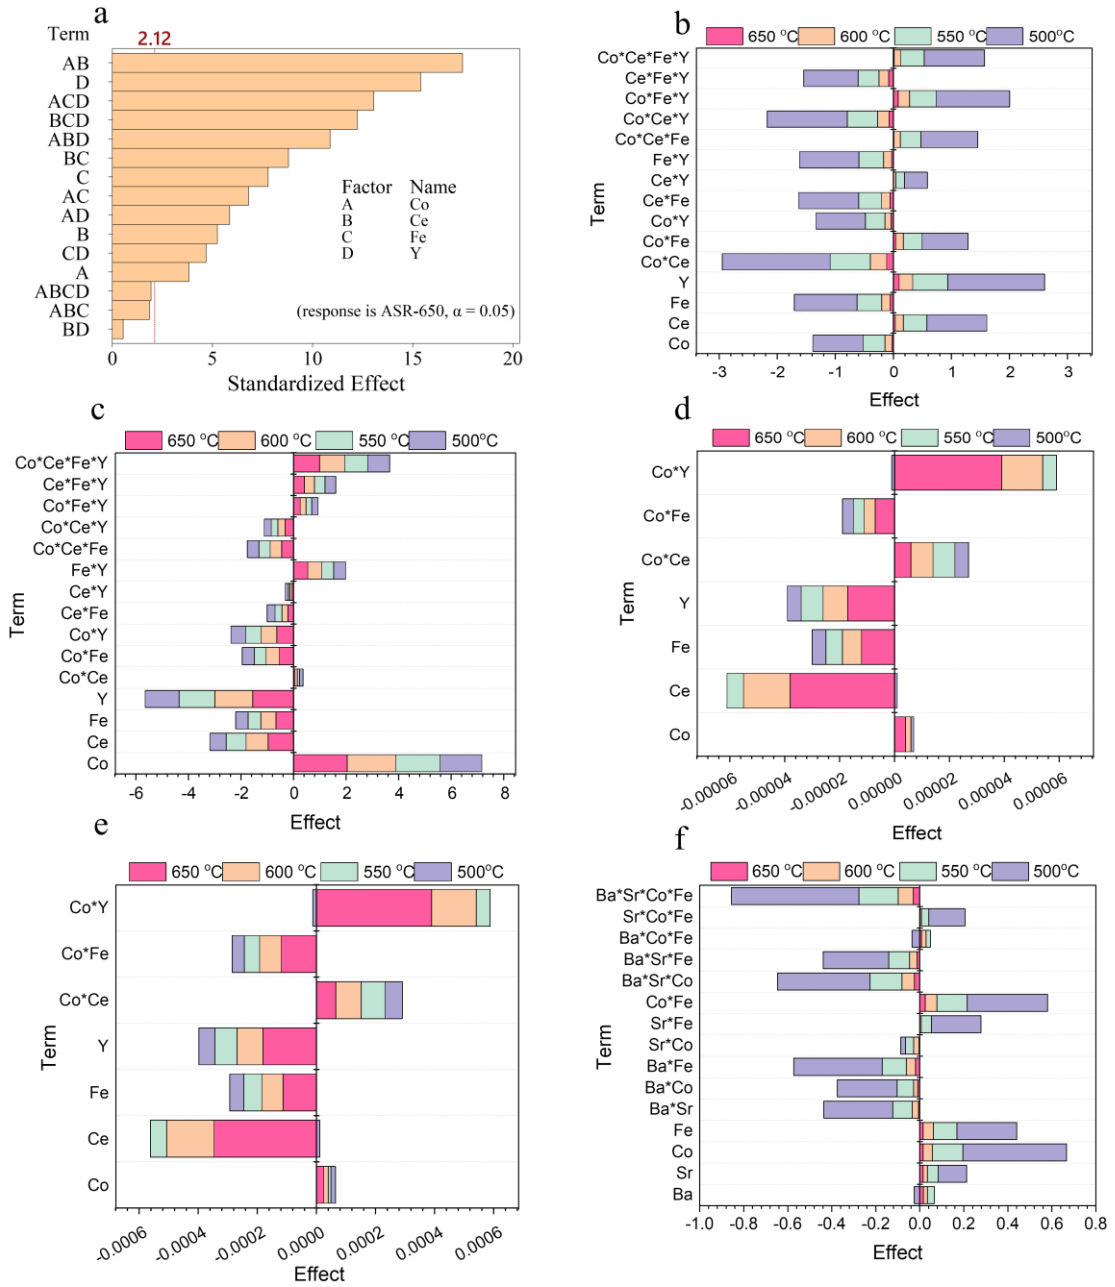 a
Term
2.12
AB
D
ACD
BCD
ABD
BC
C
AC
AD
B
CD
A
ABCD
ABC
BD
Factor Name
A Co
B Ce
C Fe
D Y
(response is ASR-650, α = 0.05)
0 5 10 15 20
Standardized Effect
b
650 °C 600 °C 550 °C 500°C
Term
Co*Ce*Fe*Y
Ce*Fe*Y
Co*Fe*Y
Co*Ce*Y
Co*Ce*Fe
Fe*Y
Ce*Y
Ce*Fe
Co*Y
Co*Fe
Co*Ce
Y
Fe
Ce
Co
-3 -2 -1 0 1 2 3
Effect
c
650 °C 600 °C 550 °C 500°C
Term
Co*Ce*Fe*Y
Ce*Fe*Y
Co*Fe*Y
Co*Ce*Y
Co*Ce*Fe
Fe*Y
Ce*Y
Ce*Fe
Co*Y
Co*Fe
Co*Ce
Y
Fe
Ce
Co
-6 -4 -2 0 2 4 6 8
Effect
d
650 °C 600 °C 550 °C 500°C
Term
Co*Y
Co*Fe
Co*Ce
Y
Fe
Ce
Co
-0.00006 -0.00004 -0.00002 0.00000 0.00002 0.00004 0.00006
Effect
e
650 °C 600 °C 550 °C 500°C
Term
Co*Y
Co*Fe
Co*Ce
Y
Fe
Ce
Co
-0.0006 -0.0004 -0.0002 0.0000 0.0002 0.0004 0.0006
Effect
f
650 °C 600 °C 550 °C 500°C
Term
Ba*Sr*Co*Fe
Sr*Co*Fe
Ba*Co*Fe
Ba*Sr*Fe
Ba*Sr*Co
Co*Fe
Sr*Fe
Sr*Co
Ba*Fe
Ba*Co
Ba*Sr
Fe
Co
Sr
Ba
-1.0 -0.8 -0.6 -0.4 -0.2 0.0 0.2 0.4 0.6 0.8
Effect